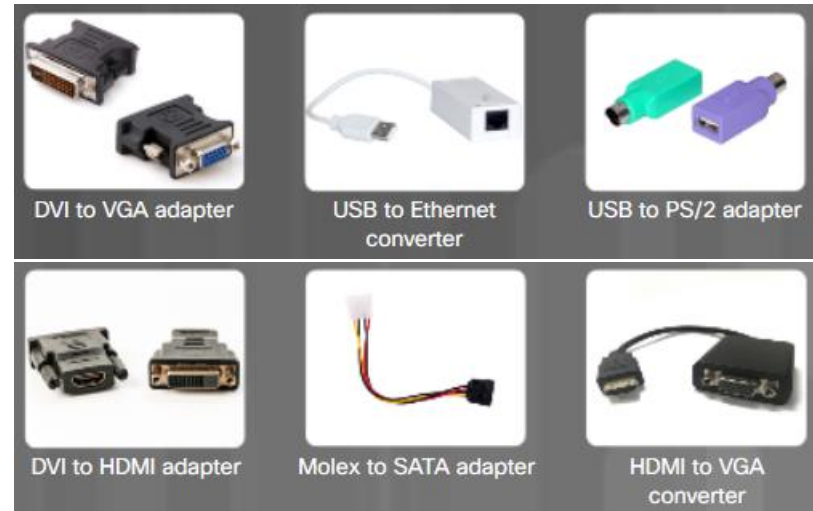 DVI to VGA adapter
USB to Ethernet
converter
USB to PS/2 adapter
DVI to HDMI adapter
Molex to SATA adapter
HDMI to VGA
converter